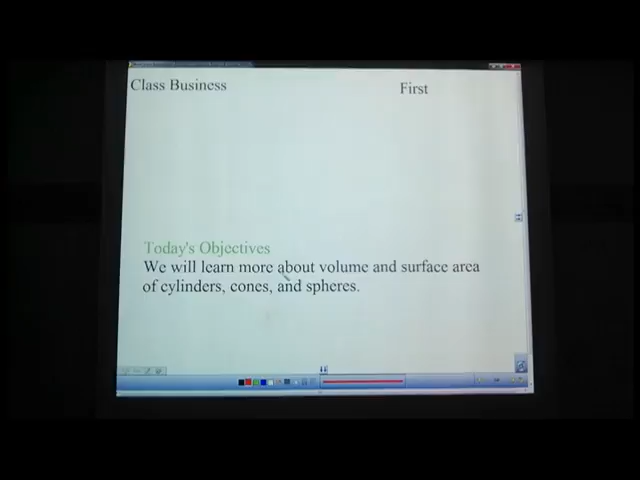 Class Business
First
Today's Objectives
We will learn more about volume and surface area
of cylinders, cones, and spheres.